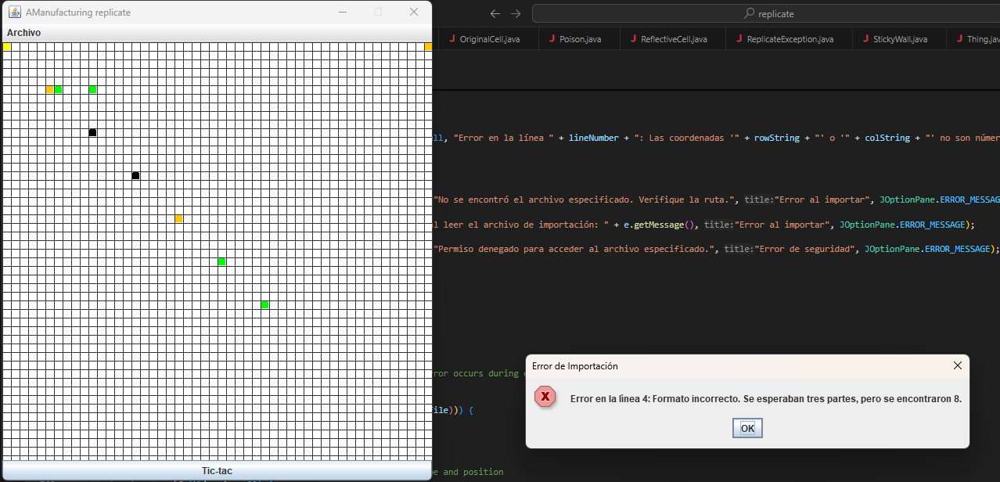 AManufacturing replicate
Archivo
Tic-tac
replicate
OriginalCell.java
Poison.java
ReflectiveCell.java
ReplicateException.java
StickyWall.java
Thing.jav
ll, "Error en la línea " + lineNumber + ": Las coordenadas '" + rowString + "' o '" + colString + "' no son númer
"No se encontró el archivo especificado. Verifique la ruta.", title:"Error al importar", JOptionPane.ERROR_MESSAG
l leer el archivo de importación: " + e.getMessage(), title:"Error al importar", JOptionPane.ERROR_MESSAGE);
"Permiso denegado para acceder al archivo especificado.", title:"Error de seguridad", JOptionPane.ERROR_MESSAGE);
ror occurs during
file))) {
e and position
Error de Importación
Error en la línea 4: Formato incorrecto. Se esperaban tres partes, pero se encontraron 8.
OK